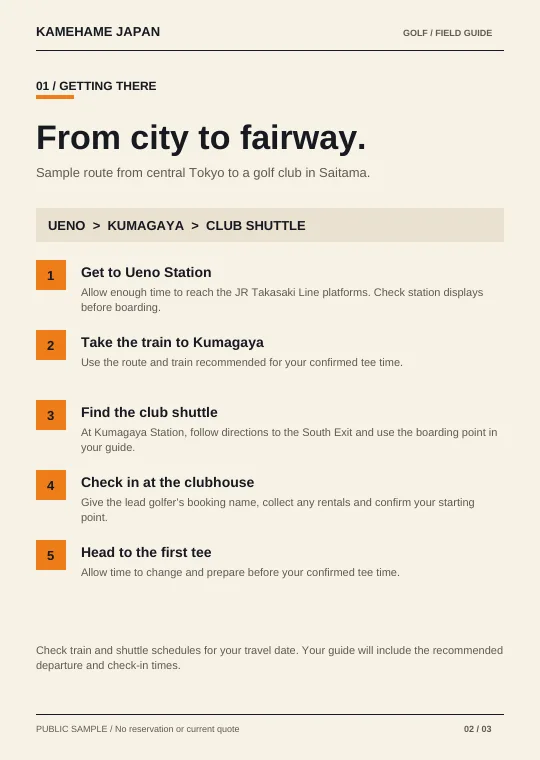 KAMEHAME JAPAN
GOLF / FIELD GUIDE
01 / GETTING THERE
From city to fairway.
Sample route from central Tokyo to a golf club in Saitama.
UENO > KUMAGAYA > CLUB SHUTTLE
1
Get to Ueno Station
Allow enough time to reach the JR Takasaki Line platforms. Check station displays
before boarding.
2
Take the train to Kumagaya
Use the route and train recommended for your confirmed tee time.
3
Find the club shuttle
At Kumagaya Station, follow directions to the South Exit and use the boarding point in
your guide.
4
Check in at the clubhouse
Give the lead golfer's booking name, collect any rentals and confirm your starting
point.
5
Head to the first tee
Allow time to change and prepare before your confirmed tee time.
Check train and shuttle schedules for your travel date. Your guide will include the recommended
departure and check-in times.
PUBLIC SAMPLE / No reservation or current quote
02 / 03